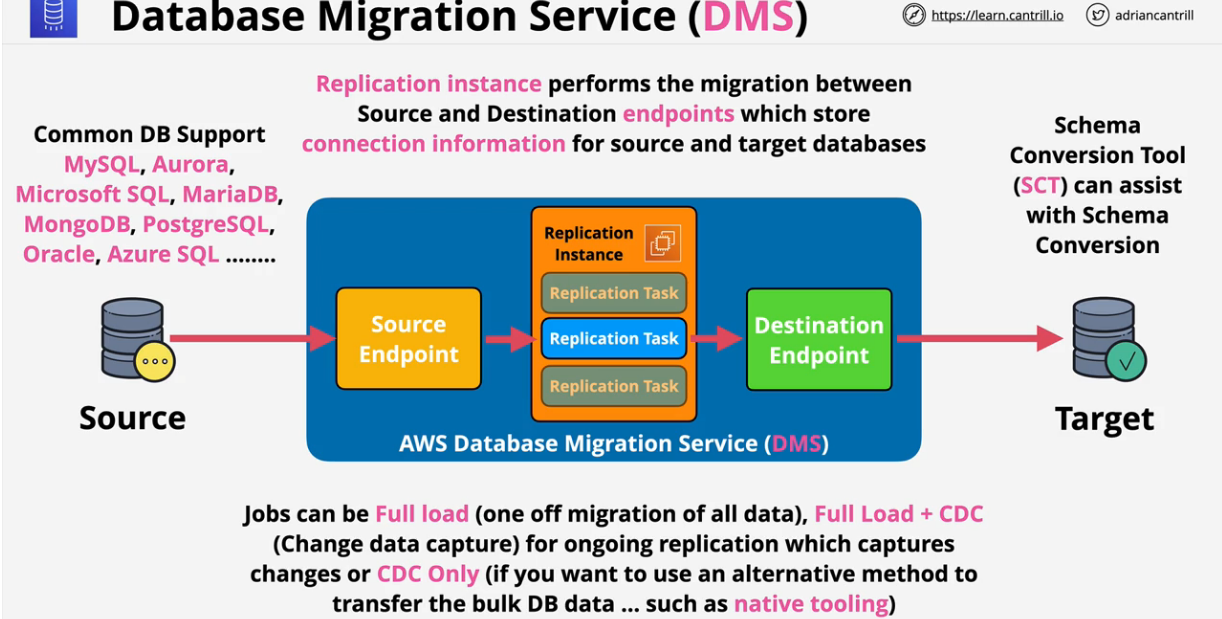 Database Migration Service (DMS)
https://learn.cantrill.io
adriancantrill
Replication instance performs the migration between
Source and Destination endpoints which store
connection information for source and target databases
Common DB Support
MySQL, Aurora,
Microsoft SQL, MariaDB,
MongoDB, PostgreSQL,
Oracle, Azure SQL ........
Schema
Conversion Tool
(SCT) can assist
with Schema
Conversion
Replication
Instance
Replication Task
Replication Task
Replication Task
Source
Endpoint
Destination
Endpoint
Source
Target
AWS Database Migration Service (DMS)
Jobs can be Full load (one off migration of all data), Full Load + CDC
(Change data capture) for ongoing replication which captures
changes or CDC Only (if you want to use an alternative method to
transfer the bulk DB data ... such as native tooling)